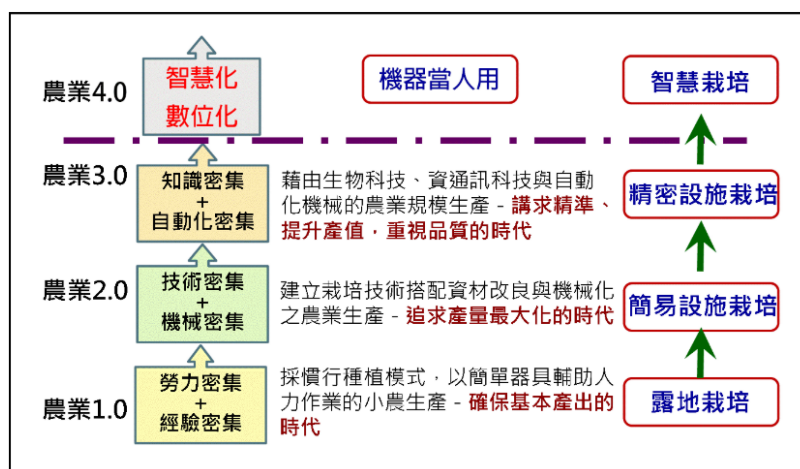 農業4.0
智慧化
數位化
機器當人用
智慧栽培
農業3.0
知識密集
+
自動化密集
藉由生物科技、資通訊科技與自動
化機械的農業規模生產 - 講求精準、
提升產值，重視品質的時代
精密設施栽培
農業2.0
技術密集
+
機械密集
建立栽培技術搭配資材改良與機械化
之農業生產 - 追求產量最大化的時代
簡易設施栽培
農業1.0
勞力密集
+
經驗密集
採慣行種植模式，以簡單器具輔助人
力作業的小農生產 - 確保基本產出的
時代
露地栽培